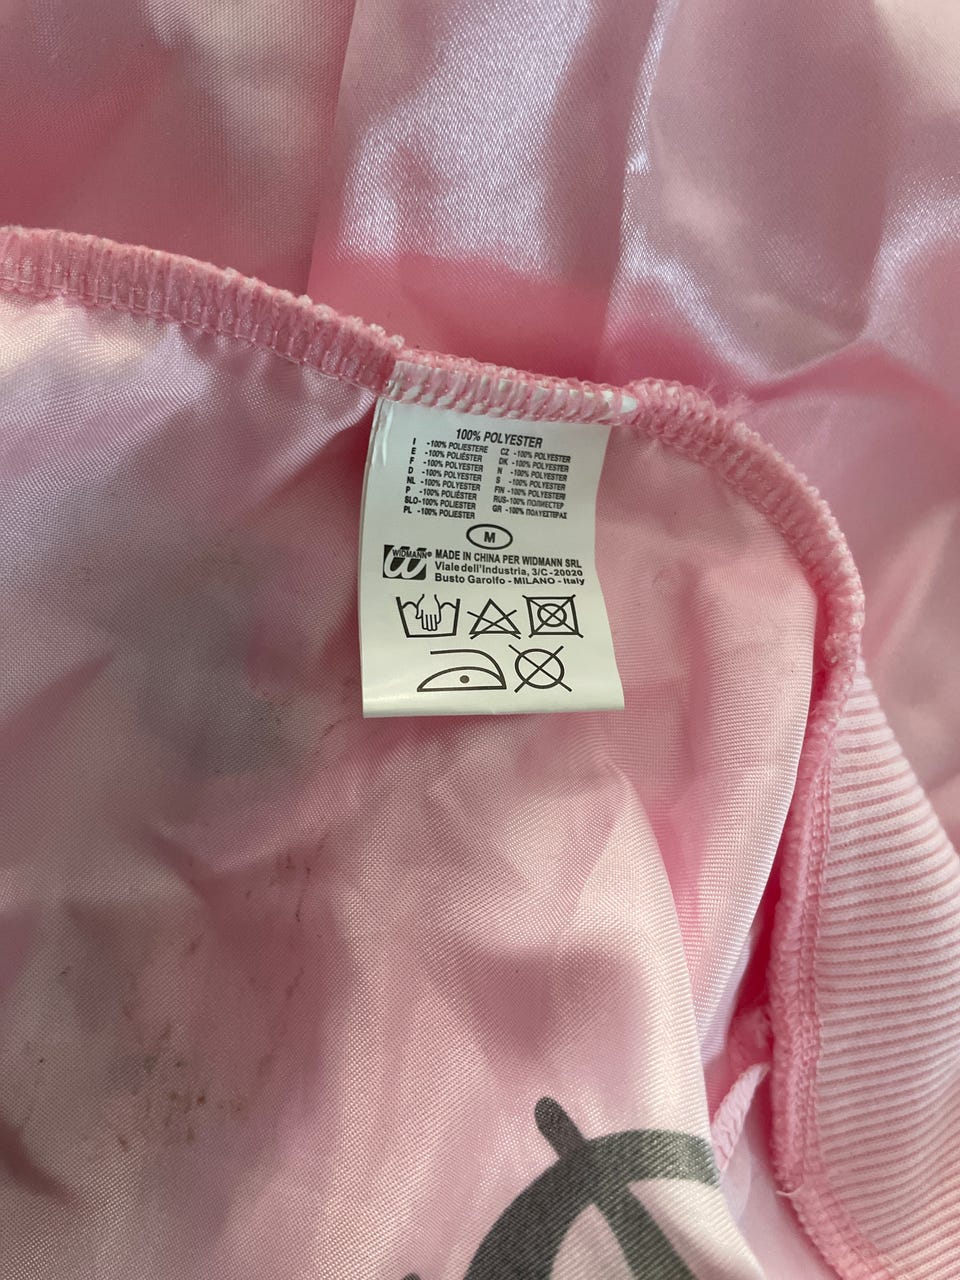 100% POLYESTER
I -100% POLIESTERE
E -100% POLIÉSTER
F -100% POLYESTER
D -100% POLYESTER
NL -100% POLYESTER
P -100% POLIÉSTER
SLO-100% POLYESTER
PL -100% POLIESTER
CZ -100% POLYESTER
DK -100% POLYESTER
N -100% POLYESTER
S -100% POLYESTER
FIN -100% POLYESTERI
RUS-100% ПОЛИЕСТЕР
GR -100% ΠΟΛΥΕΣΤΕΡΑΣ
M
WIDMANN®
MADE IN CHINA PER WIDMANN SRL
Viale dell'Industria, 3/C -20020
Busto Garolfo - MILANO - Italy